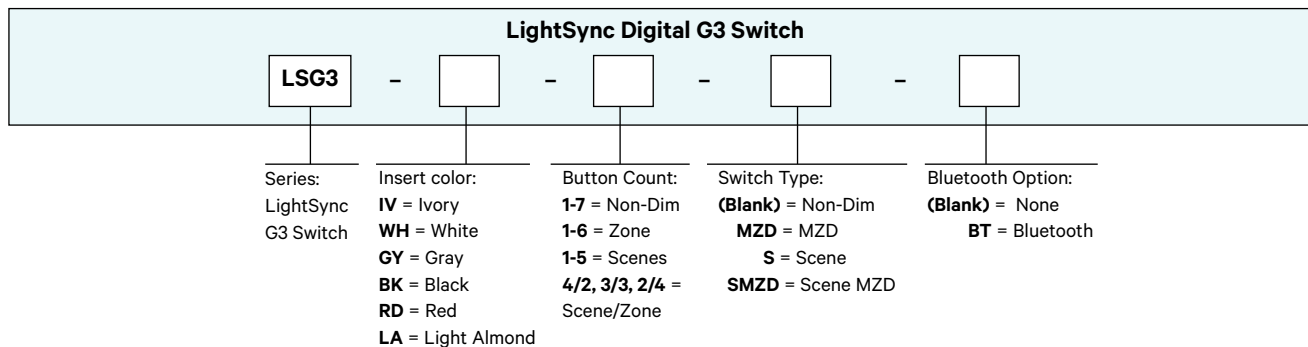 LightSync Digital G3 Switch
LSG3 - - - -
Series:
LightSync
G3 Switch
Insert color:
IV = Ivory
WH = White
GY = Gray
BK = Black
RD = Red
LA = Light Almond
Button Count:
1-7 = Non-Dim
1-6 = Zone
1-5 = Scenes
4/2, 3/3, 2/4 =
Scene/Zone
Switch Type:
(Blank) = Non-Dim
MZD = MZD
S = Scene
SMZD = Scene MZD
Bluetooth Option:
(Blank) = None
BT = Bluetooth